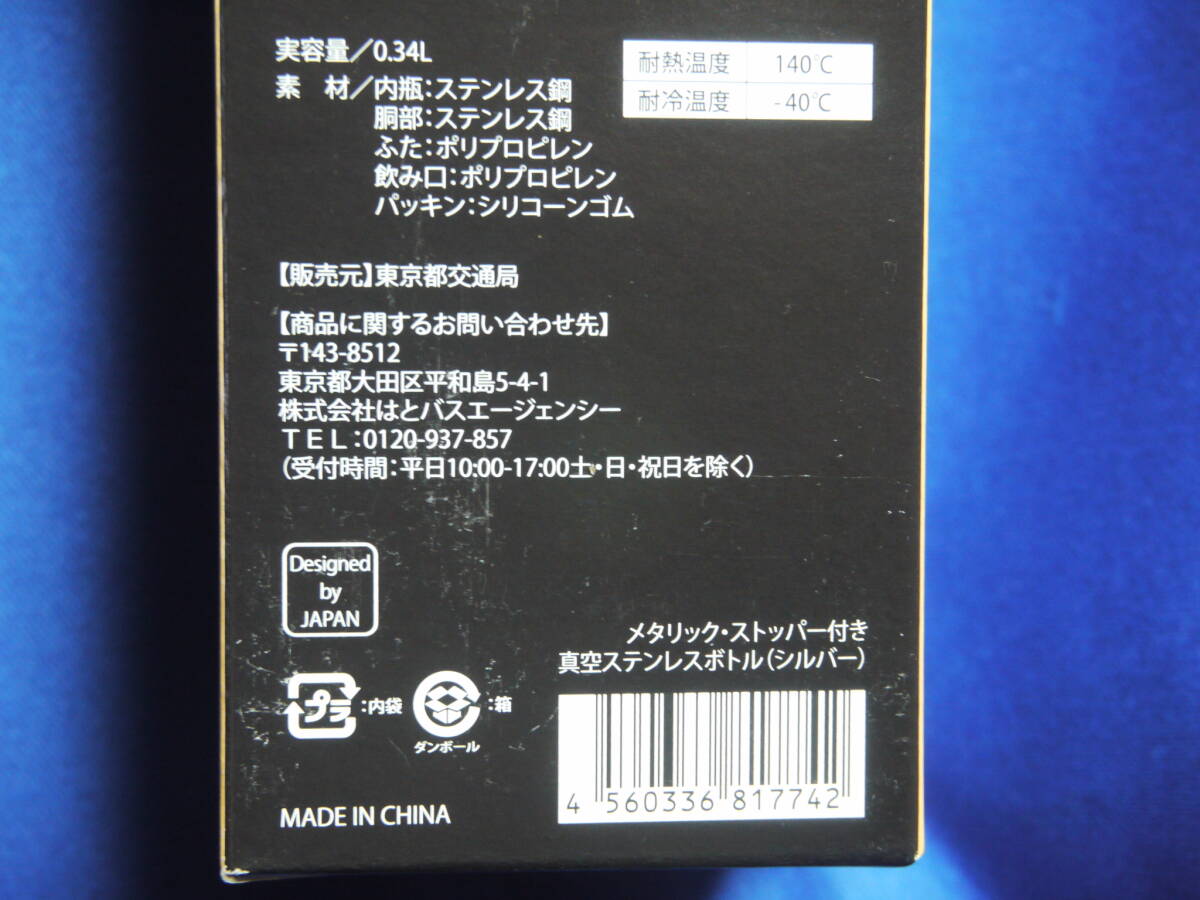 実容量／0.34L
素　材／内瓶：ステンレス鋼
胴部：ステンレス鋼
ふた：ポリプロピレン
飲み口：ポリプロピレン
パッキン：シリコーンゴム
耐熱温度 140℃
耐冷温度 -40℃
【販売元】東京都交通局
【商品に関するお問い合わせ先】
〒143-8512
東京都大田区平和島5-4-1
株式会社はとバスエージェンシー
ＴＥＬ：0120-937-857
（受付時間：平日10:00-17:00土・日・祝日を除く）
Designed
by
JAPAN
プラ：内袋
：箱
ダンボール
MADE IN CHINA
メタリック・ストッパー付き
真空ステンレスボトル（シルバー）
4 560336 817742